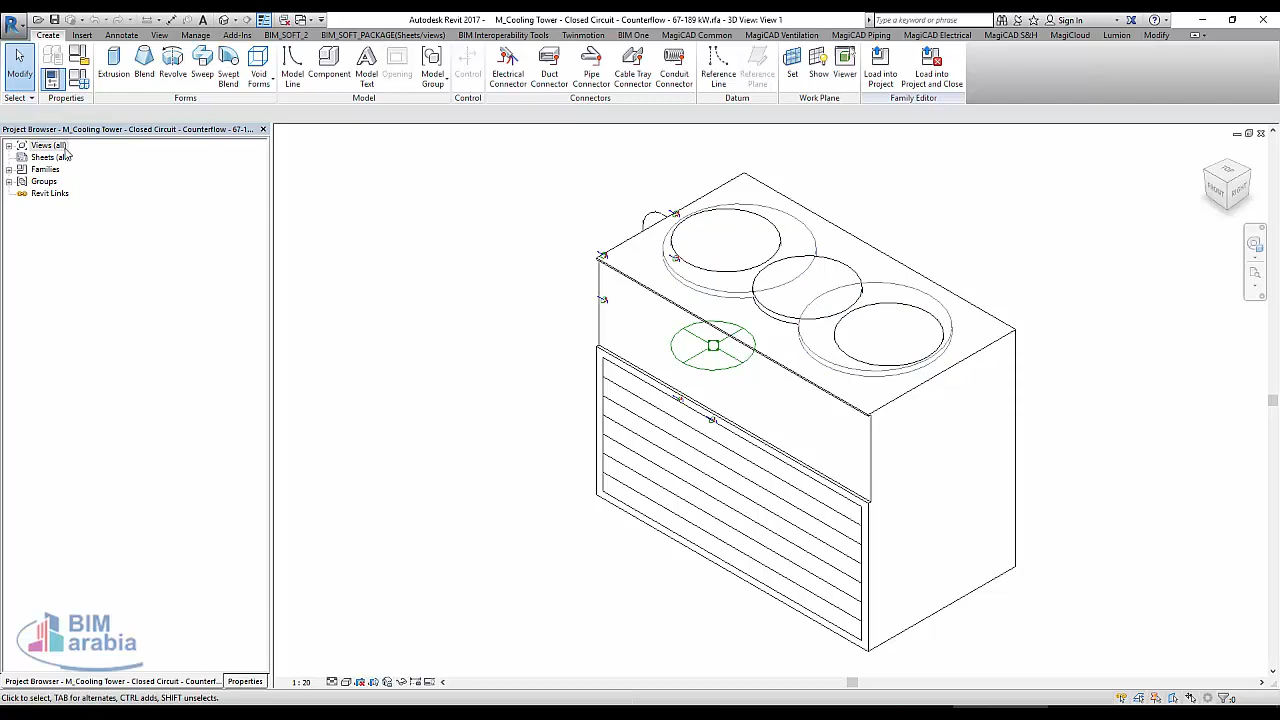 Autodesk Revit 2017 - M_Cooling Tower - Closed Circuit - Counterflow - 67-189 kW.rfa - 3D View: View 1
Type a keyword or phrase
Sign In
Create Insert Annotate View Manage Add-Ins BIM_SOFT_2 BIM_SOFT_PACKAGE(Sheets/views) BIM Interoperability Tools Twinmotion BIM One MagiCAD Common MagiCAD Ventilation MagiCAD Piping MagiCAD Electrical MagiCAD S&H MagiCloud Lumion Modify
Modify Extrusion Blend Revolve Sweep Swept Blend Void Forms Model Line Component Model Text Opening Model Group Control Electrical Connector Duct Connector Pipe Connector Cable Tray Connector Conduit Connector Reference Line Reference Plane Set Show Viewer Load into Project Load into Project and Close
Select Properties Forms Model Control Connectors Datum Work Plane Family Editor
Project Browser - M_Cooling Tower - Closed Circuit - Counterflow - 67-1...
Views (all)
Sheets (all)
Families
Groups
Revit Links
TOP
FRONT
RIGHT
BIM
arabia
Project Browser - M_Cooling Tower - Closed Circuit - Counterf...
Properties
1 : 20
Click to select, TAB for alternates, CTRL adds, SHIFT unselects.
:0